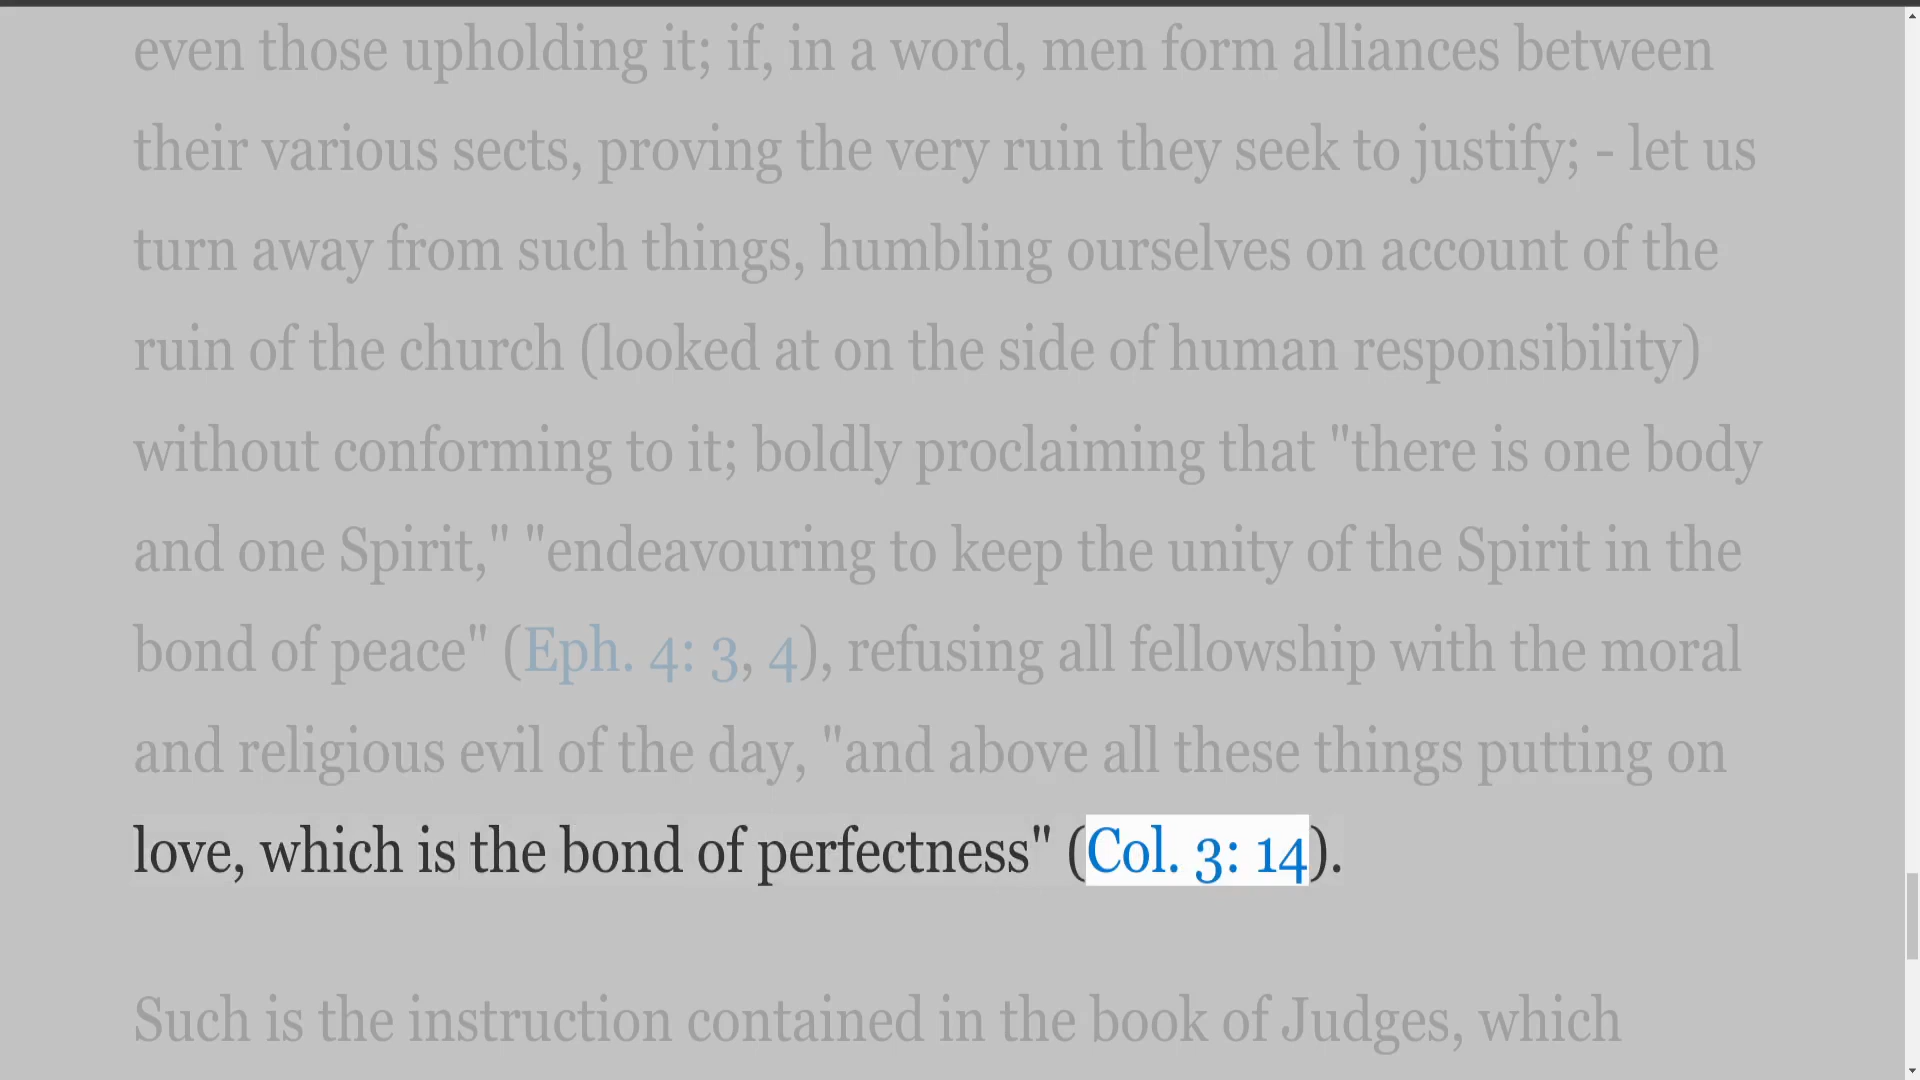 even those upholding it; if, in a word, men form alliances between
their various sects, proving the very ruin they seek to justify; - let us
turn away from such things, humbling ourselves on account of the
ruin of the church (looked at on the side of human responsibility)
without conforming to it; boldly proclaiming that "there is one body
and one Spirit," "endeavouring to keep the unity of the Spirit in the
bond of peace" (Eph. 4: 3, 4), refusing all fellowship with the moral
and religious evil of the day, "and above all these things putting on
love, which is the bond of perfectness" (Col. 3: 14).
Such is the instruction contained in the book of Judges, which